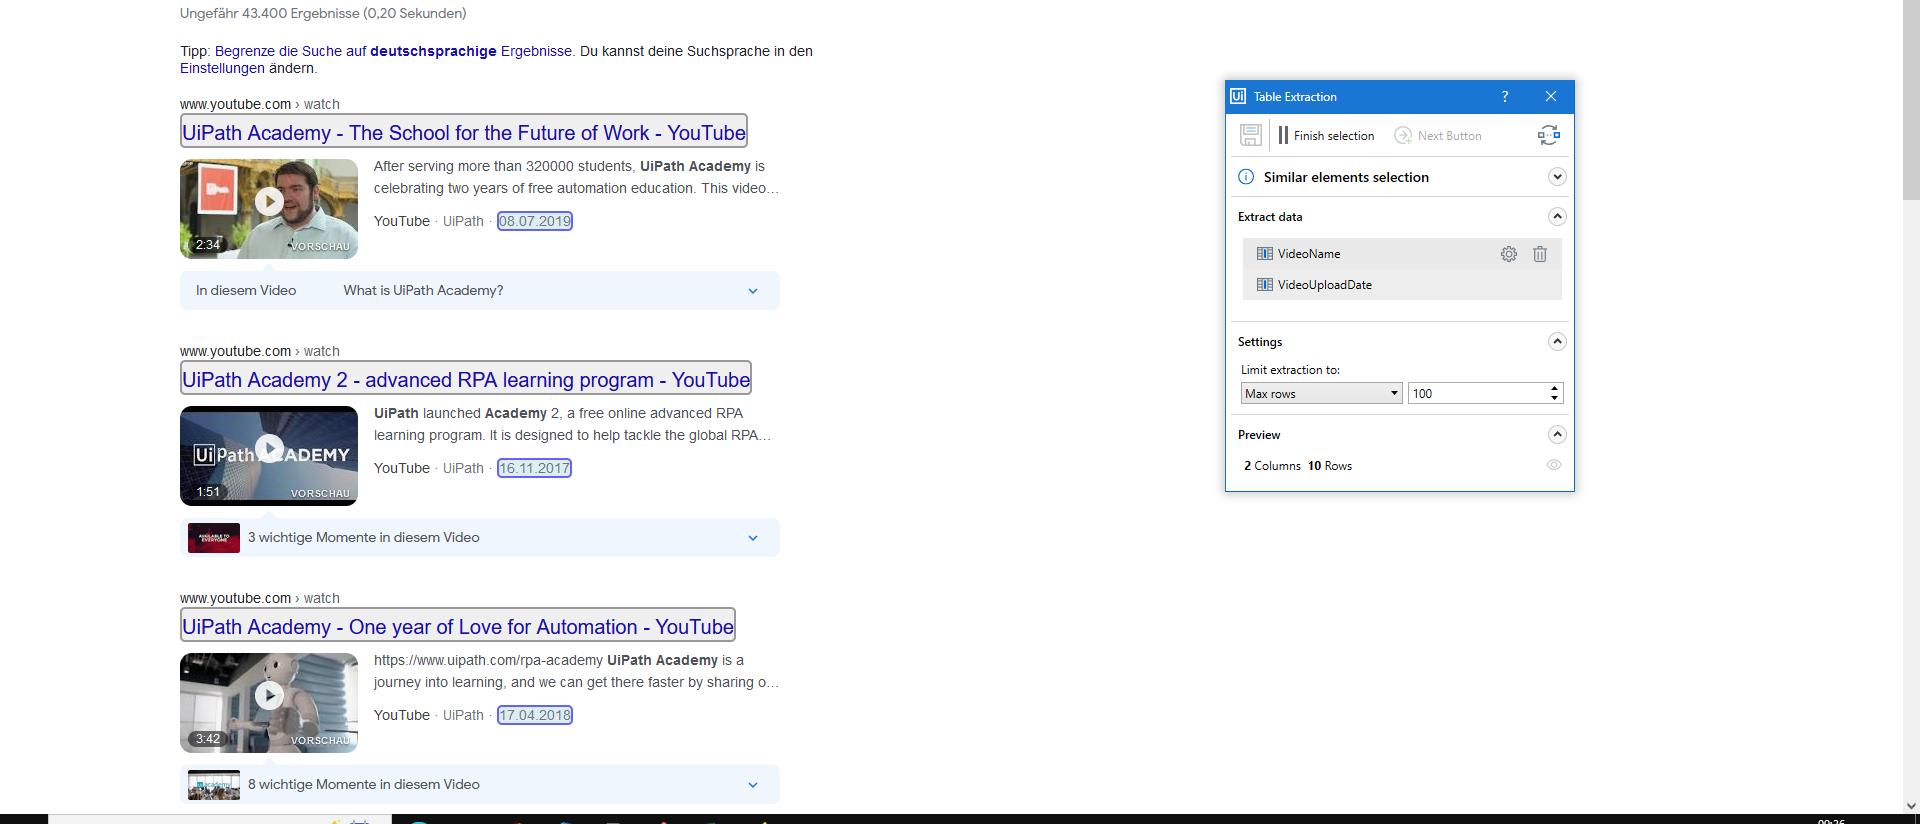 Ungefähr 43.400 Ergebnisse (0,20 Sekunden)
Tipp: Begrenze die Suche auf deutschsprachige Ergebnisse. Du kannst deine Suchsprache in den
Einstellungen ändern.
www.youtube.com › watch
UiPath Academy - The School for the Future of Work - YouTube
After serving more than 320000 students, UiPath Academy is
celebrating two years of free automation education. This video...
YouTube · UiPath · 08.07.2019
2:34 VORSCHAU
In diesem Video What is UiPath Academy?
www.youtube.com › watch
UiPath Academy 2 - advanced RPA learning program - YouTube
UiPath launched Academy 2, a free online advanced RPA
learning program. It is designed to help tackle the global RPA...
YouTube · UiPath · 16.11.2017
UiPath ACADEMY
1:51 VORSCHAU
AVAILABLE TO
EVERYONE
3 wichtige Momente in diesem Video
www.youtube.com › watch
UiPath Academy - One year of Love for Automation - YouTube
https://www.uipath.com/rpa-academy UiPath Academy is a
journey into learning, and we can get there faster by sharing o...
YouTube · UiPath · 17.04.2018
3:42 VORSCHAU
8 wichtige Momente in diesem Video
Ui Table Extraction ?
Finish selection Next Button
Similar elements selection
Extract data
VideoName
VideoUploadDate
Settings
Limit extraction to:
Max rows 100
Preview
2 Columns 10 Rows